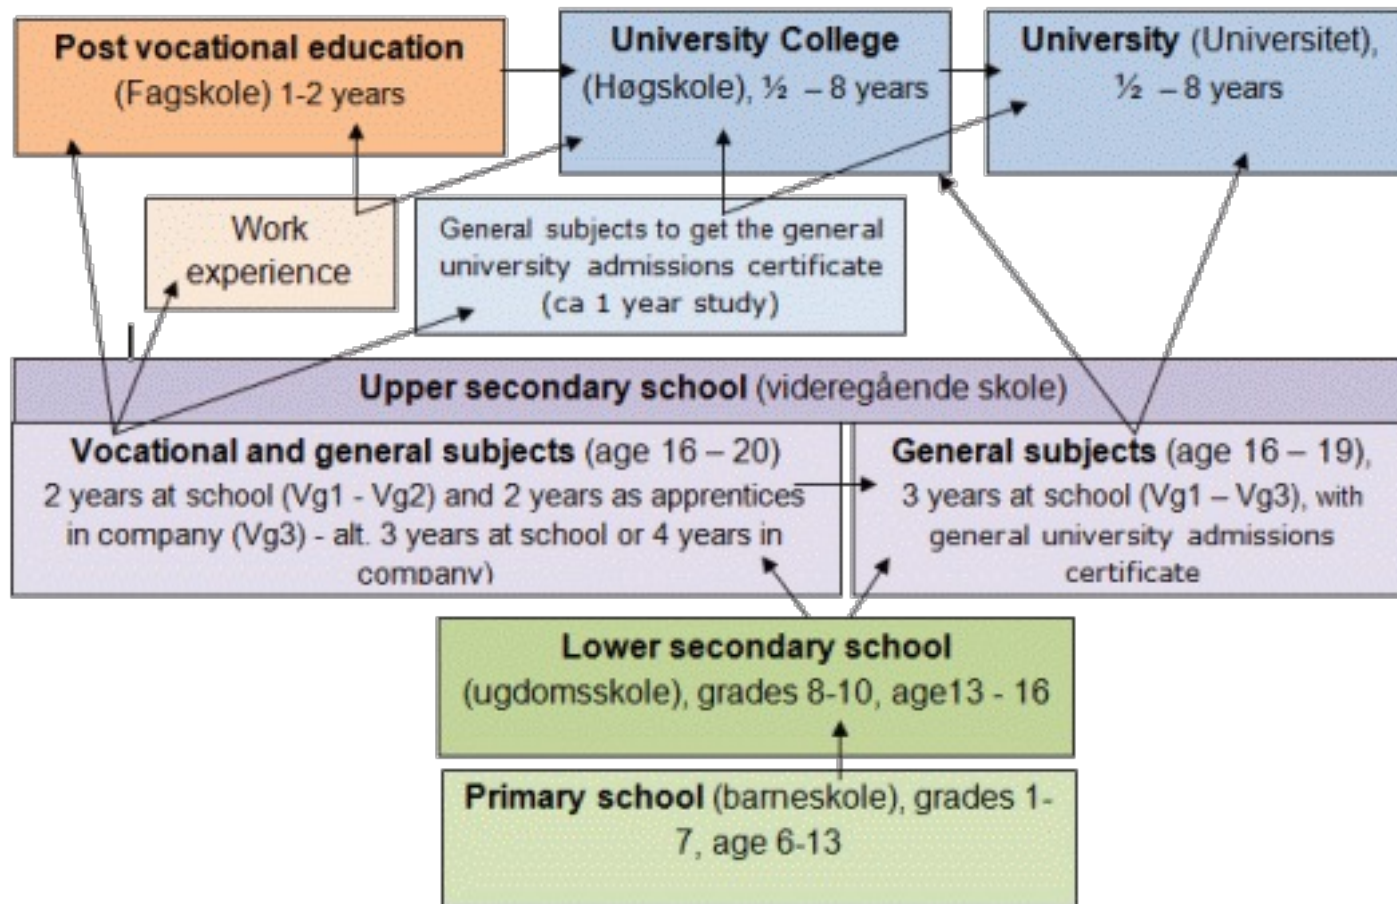 Post vocational education
(Fagskole) 1-2 years
University College
(Høgskole), ½ – 8 years
University (Universitet),
½ – 8 years
Work
experience
General subjects to get the general
university admissions certificate
(ca 1 year study)
Upper secondary school (videregående skole)
Vocational and general subjects (age 16 – 20)
2 years at school (Vg1 - Vg2) and 2 years as apprentices
in company (Vg3) - alt. 3 years at school or 4 years in
company)
General subjects (age 16 – 19),
3 years at school (Vg1 – Vg3), with
general university admissions
certificate
Lower secondary school
(ugdomsskole), grades 8-10, age13 - 16
Primary school (barneskole), grades 1-
7, age 6-13